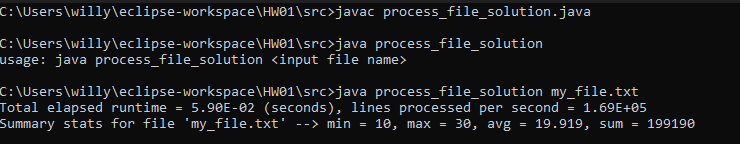 C:\Users\willy\eclipse-workspace\HW01\src>javac process_file_solution.java
C:\Users\willy\eclipse-workspace\HW01\src>java process_file_solution
usage: java process_file_solution <input file name>
C:\Users\willy\eclipse-workspace\HW01\src>java process_file_solution my_file.txt
Total elapsed runtime = 5.90E-02 (seconds), lines processed per second = 1.69E+05
Summary stats for file 'my_file.txt' --> min = 10, max = 30, avg = 19.919, sum = 199190